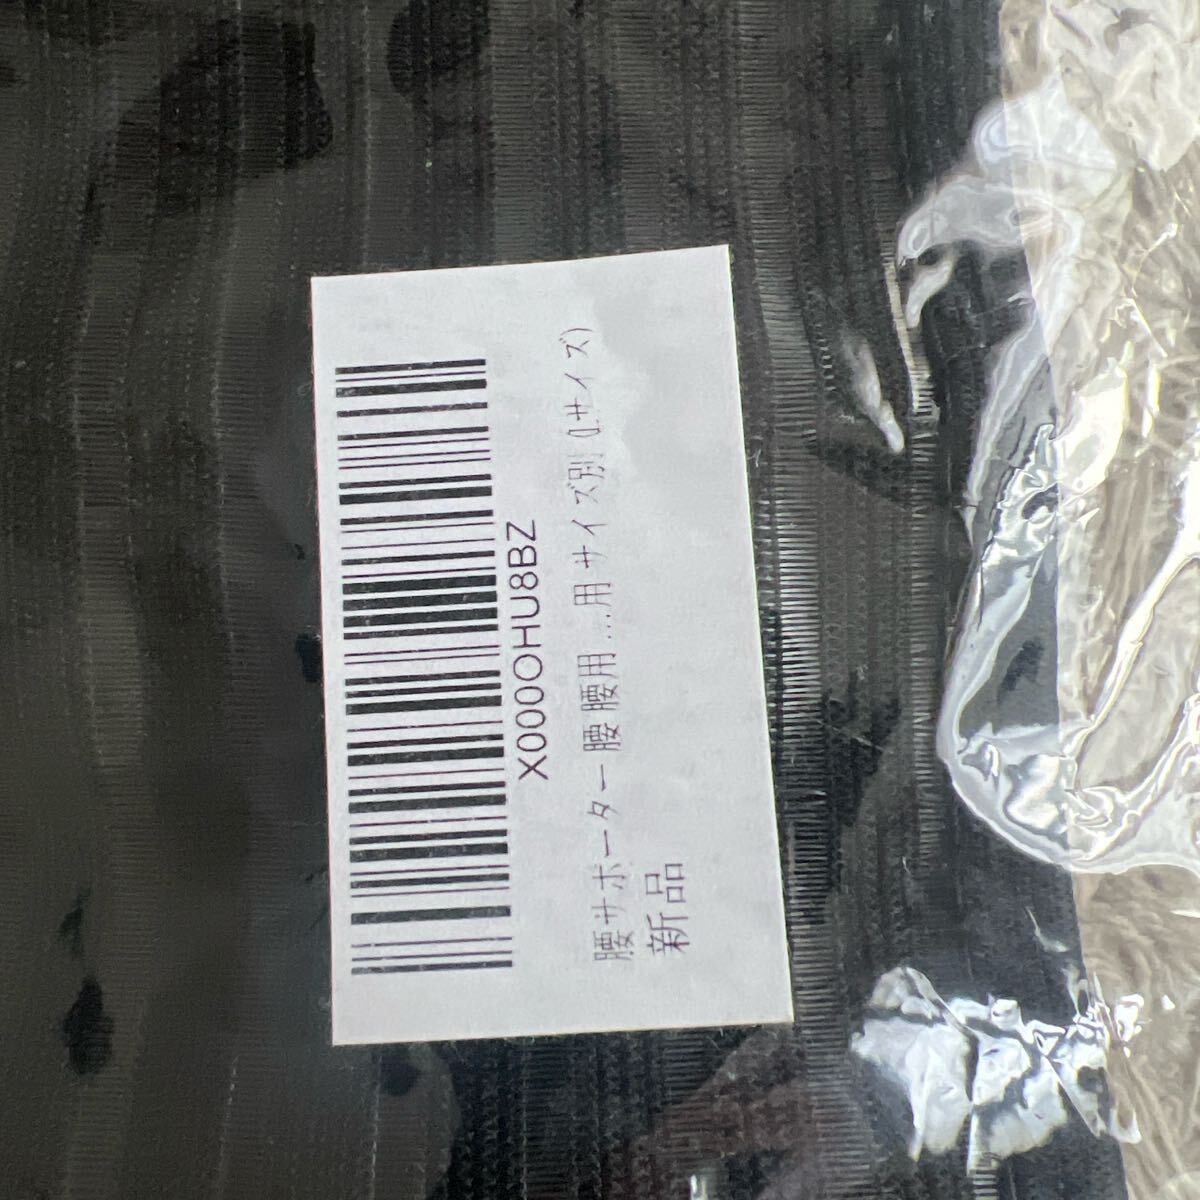 X000OHU8BZ
腰サポーター 腰 腰用....用 サイズ別 (Lサイズ)
新品